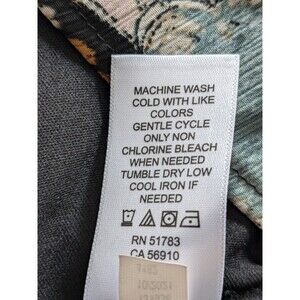 MACHINE WASH
COLD WITH LIKE
COLORS
GENTLE CYCLE
ONLY NON
CHLORINE BLEACH
WHEN NEEDED
TUMBLE DRY LOW
COOL IRON IF
NEEDED
RN 51783
CA 56910